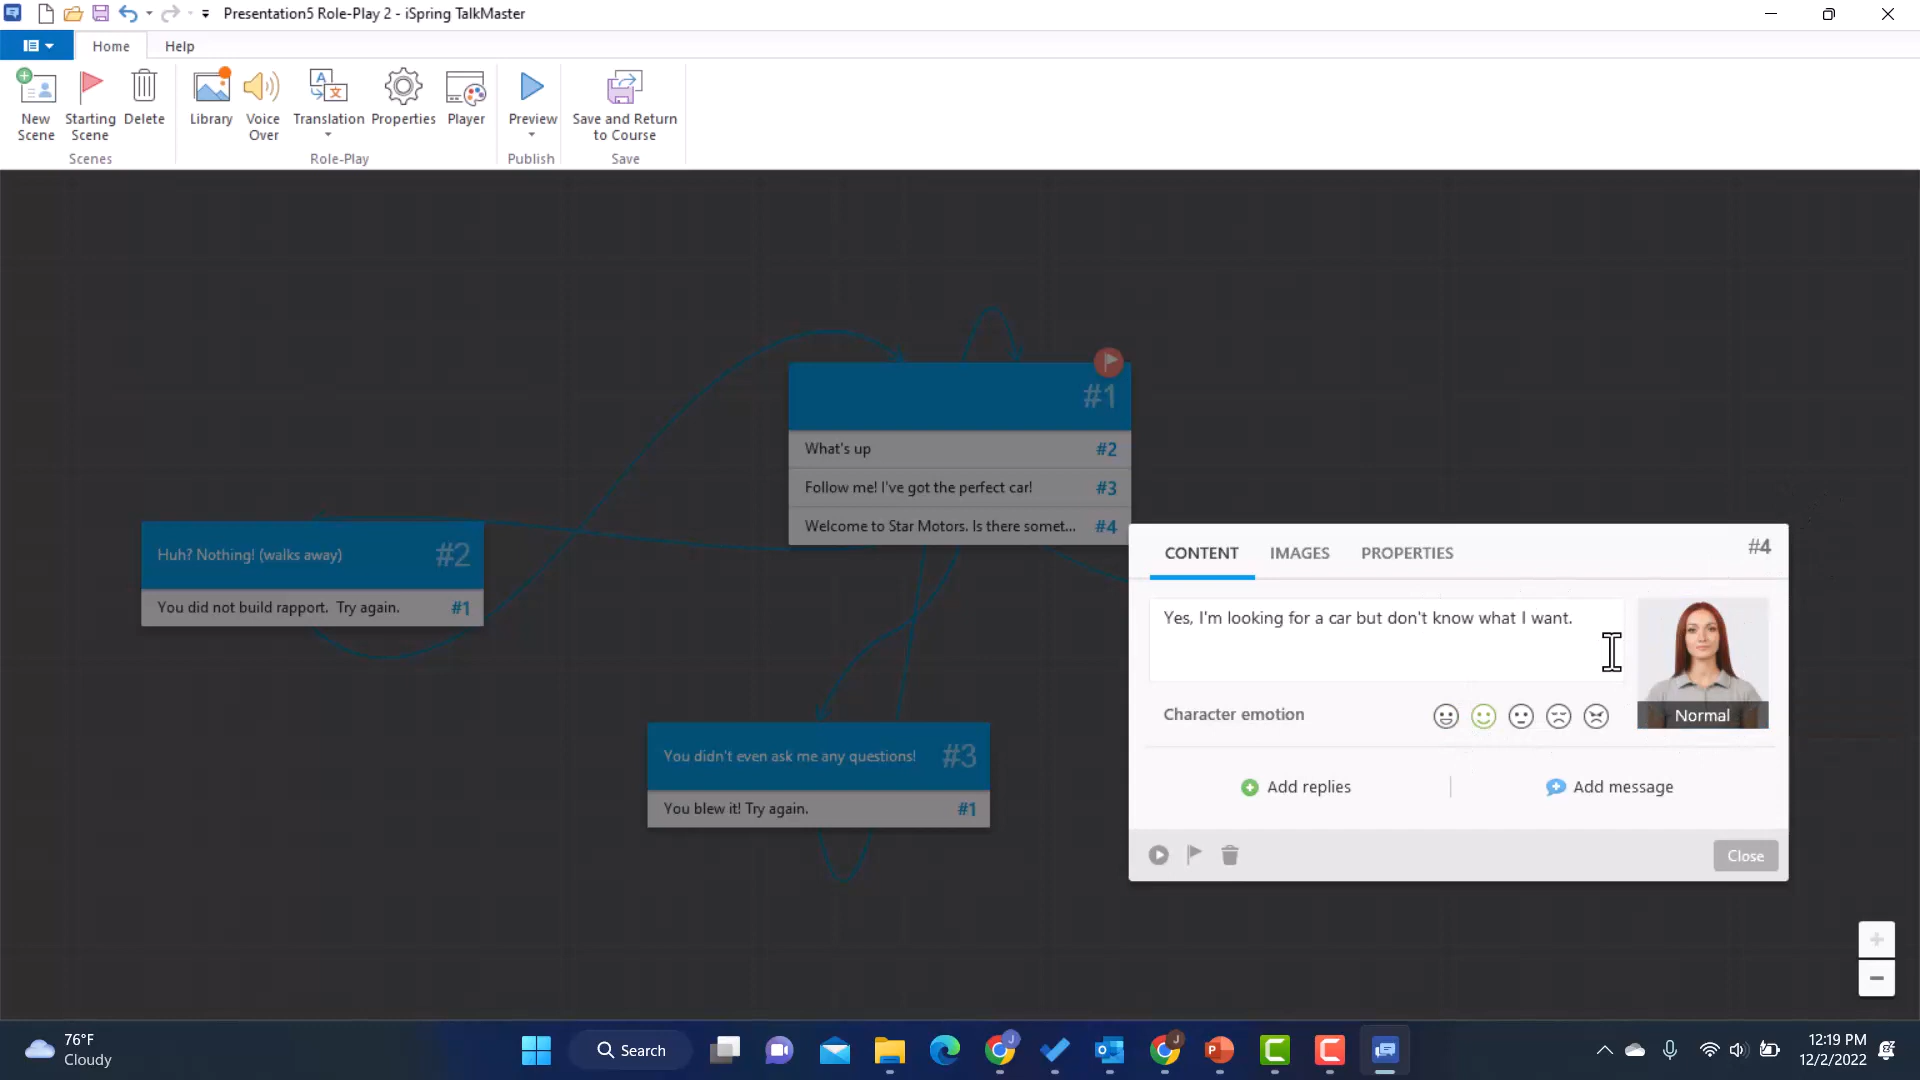 Presentation5 Role-Play 2 - iSpring TalkMaster
Home
Help
New Scene
Starting Scene
Delete
Library
Voice Over
Translation
Properties
Player
Preview
Save and Return to Course
Scenes
Role-Play
Publish
Save
#1
What's up #2
Follow me! I've got the perfect car! #3
Welcome to Star Motors. Is there somet... #4
Huh? Nothing! (walks away) #2
You did not build rapport.  Try again. #1
You didn't even ask me any questions! #3
You blew it! Try again. #1
CONTENT
IMAGES
PROPERTIES
#4
Yes, I'm looking for a car but don't know what I want.
Normal
Character emotion
Add replies
Add message
Close
76°F
Cloudy
Search
12:19 PM
12/2/2022